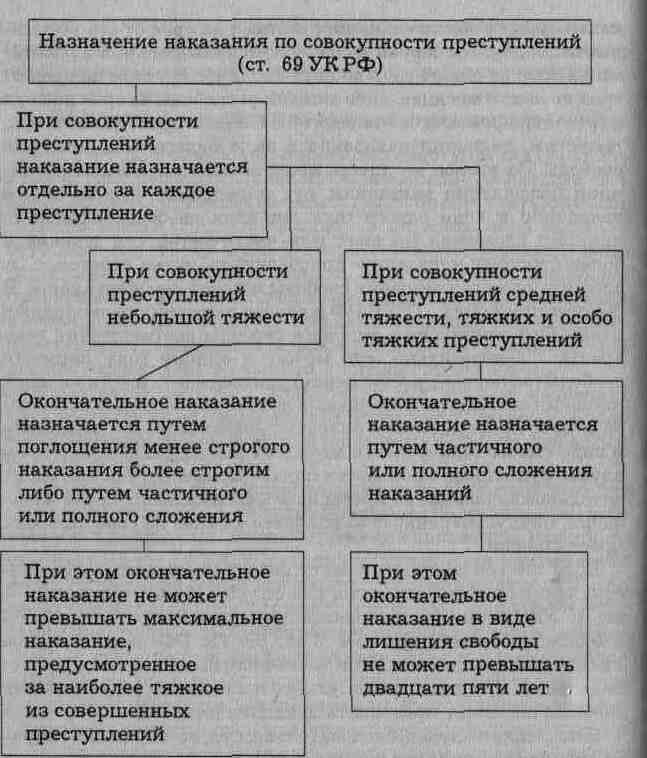 Назначение наказания по совокупности преступлений
(ст. 69 УК РФ)
При совокупности
преступлений
наказание назначается
отдельно за каждое
преступление
При совокупности
преступлений
небольшой тяжести
При совокупности
преступлений средней
тяжести, тяжких и особо
тяжких преступлений
Окончательное наказание
назначается путем
поглощения менее строгого
наказания более строгим
либо путем частичного
или полного сложения
Окончательное
наказание назначается
путем частичного
или полного сложения
наказаний
При этом окончательное
наказание не может
превышать максимальное
наказание,
предусмотренное
за наиболее тяжкое
из совершенных
преступлений
При этом
окончательное
наказание в виде
лишения свободы
не может превышать
двадцати пяти лет